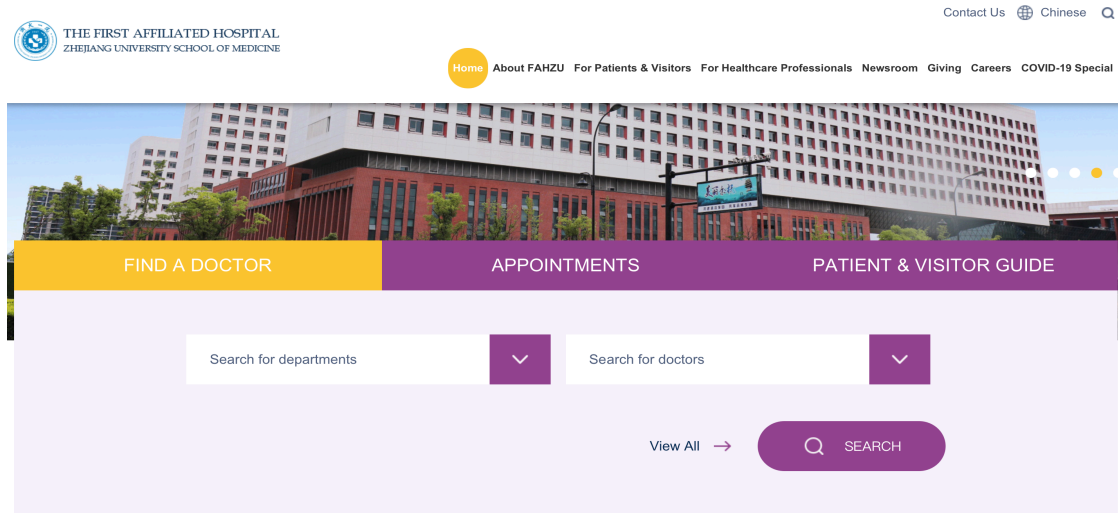 Contact Us Chinese
THE FIRST AFFILIATED HOSPITAL
ZHEJIANG UNIVERSITY SCHOOL OF MEDICINE
Home About FAHZU For Patients & Visitors For Healthcare Professionals Newsroom Giving Careers COVID-19 Special
FIND A DOCTOR APPOINTMENTS PATIENT & VISITOR GUIDE
Search for departments Search for doctors
View All SEARCH